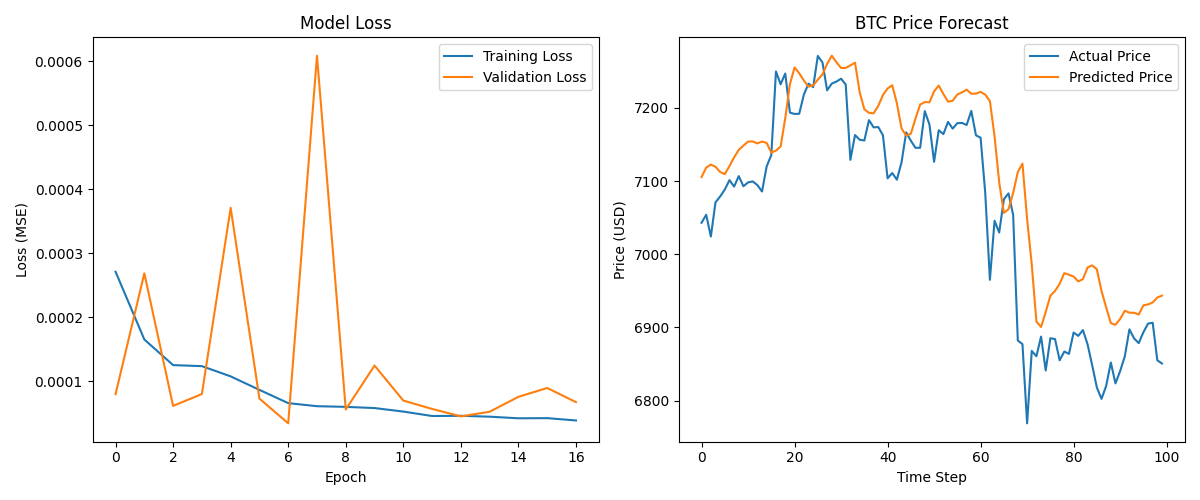 Model Loss
Training Loss
Validation Loss
0.0006
0.0005
0.0004
0.0003
0.0002
0.0001
Loss (MSE)
0 2 4 6 8 10 12 14 16
Epoch
BTC Price Forecast
Actual Price
Predicted Price
7200
7100
7000
6900
6800
Price (USD)
0 20 40 60 80 100
Time Step